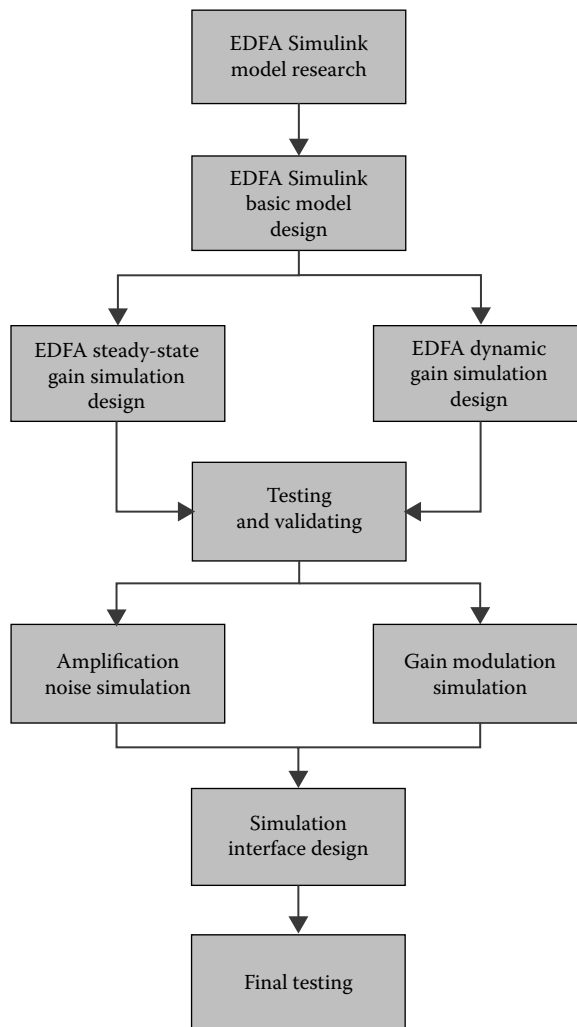 EDFA Simulink
model research
EDFA Simulink
basic model
design
EDFA steady-state
gain simulation
design
EDFA dynamic
gain simulation
design
Testing
and validating
Amplification
noise simulation
Gain modulation
simulation
Simulation
interface design
Final testing